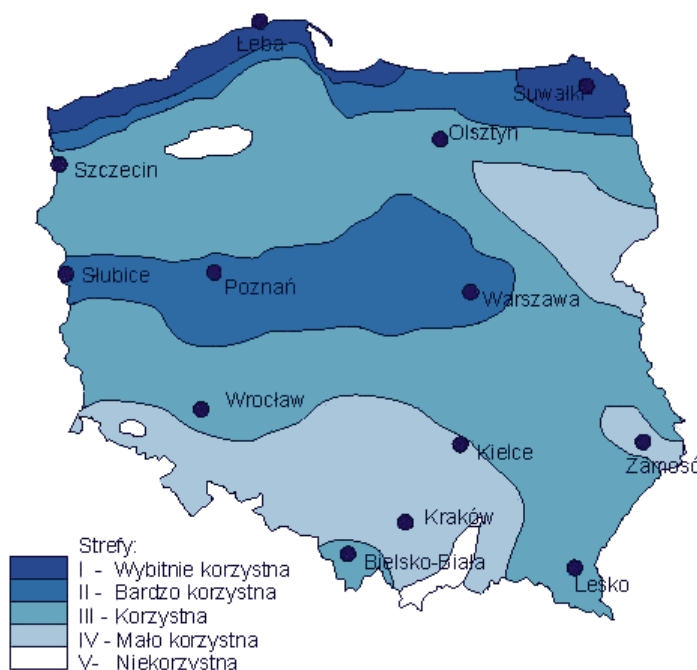 Łeba
Suwałki
Olsztyn
Szczecin
Słubice
Poznań
Warszawa
Wrocław
Kielce
Zamość
Kraków
Bielsko-Biała
Lesko
Strefy:
I - Wybitnie korzystna
II - Bardzo korzystna
III - Korzystna
IV - Mało korzystna
V- Niekorzystna